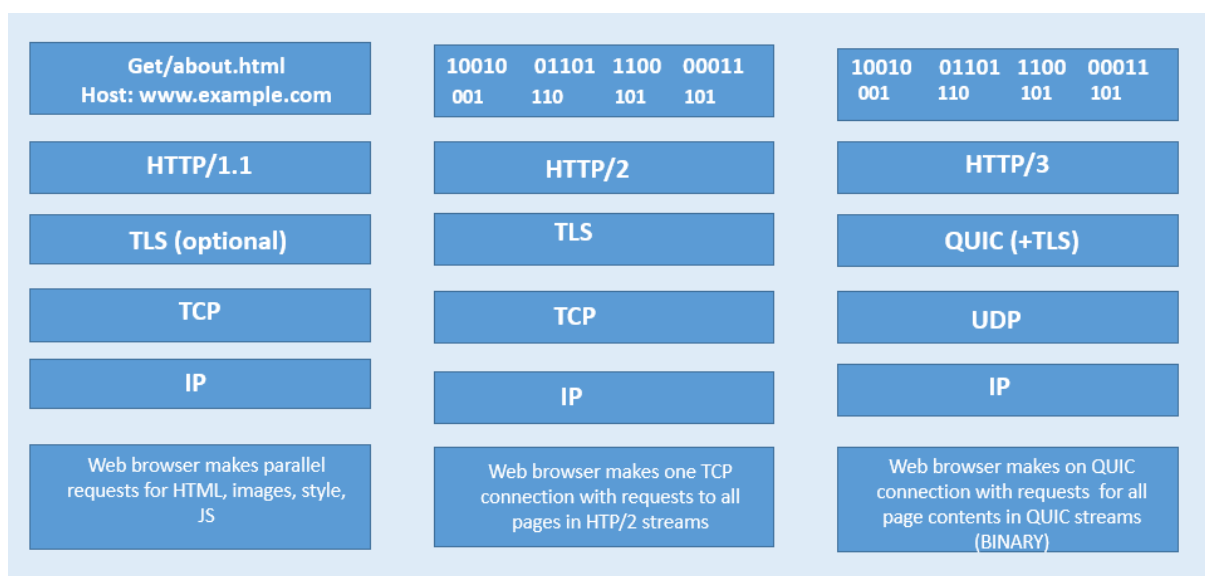 Get/about.html
Host: www.example.com
HTTP/1.1
TLS (optional)
TCP
IP
Web browser makes parallel
requests for HTML, images, style,
JS
10010 01101 1100 00011
001 110 101 101
HTTP/2
TLS
TCP
IP
Web browser makes one TCP
connection with requests to all
pages in HTP/2 streams
10010 01101 1100 00011
001 110 101 101
HTTP/3
QUIC (+TLS)
UDP
IP
Web browser makes on QUIC
connection with requests for all
page contents in QUIC streams
(BINARY)